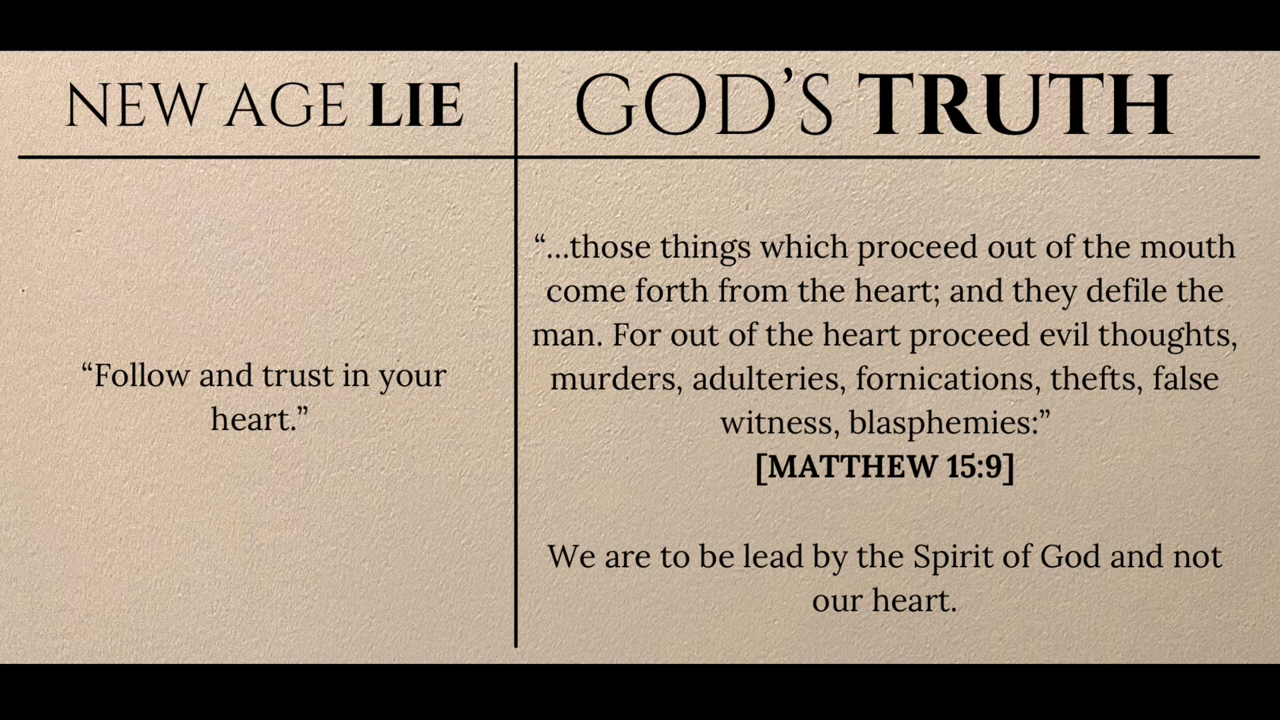 NEW AGE LIE
GOD’S TRUTH
“Follow and trust in your
heart.”
“...those things which proceed out of the mouth
come forth from the heart; and they defile the
man. For out of the heart proceed evil thoughts,
murders, adulteries, fornications, thefts, false
witness, blasphemies:”
[MATTHEW 15:9]
We are to be lead by the Spirit of God and not
our heart.